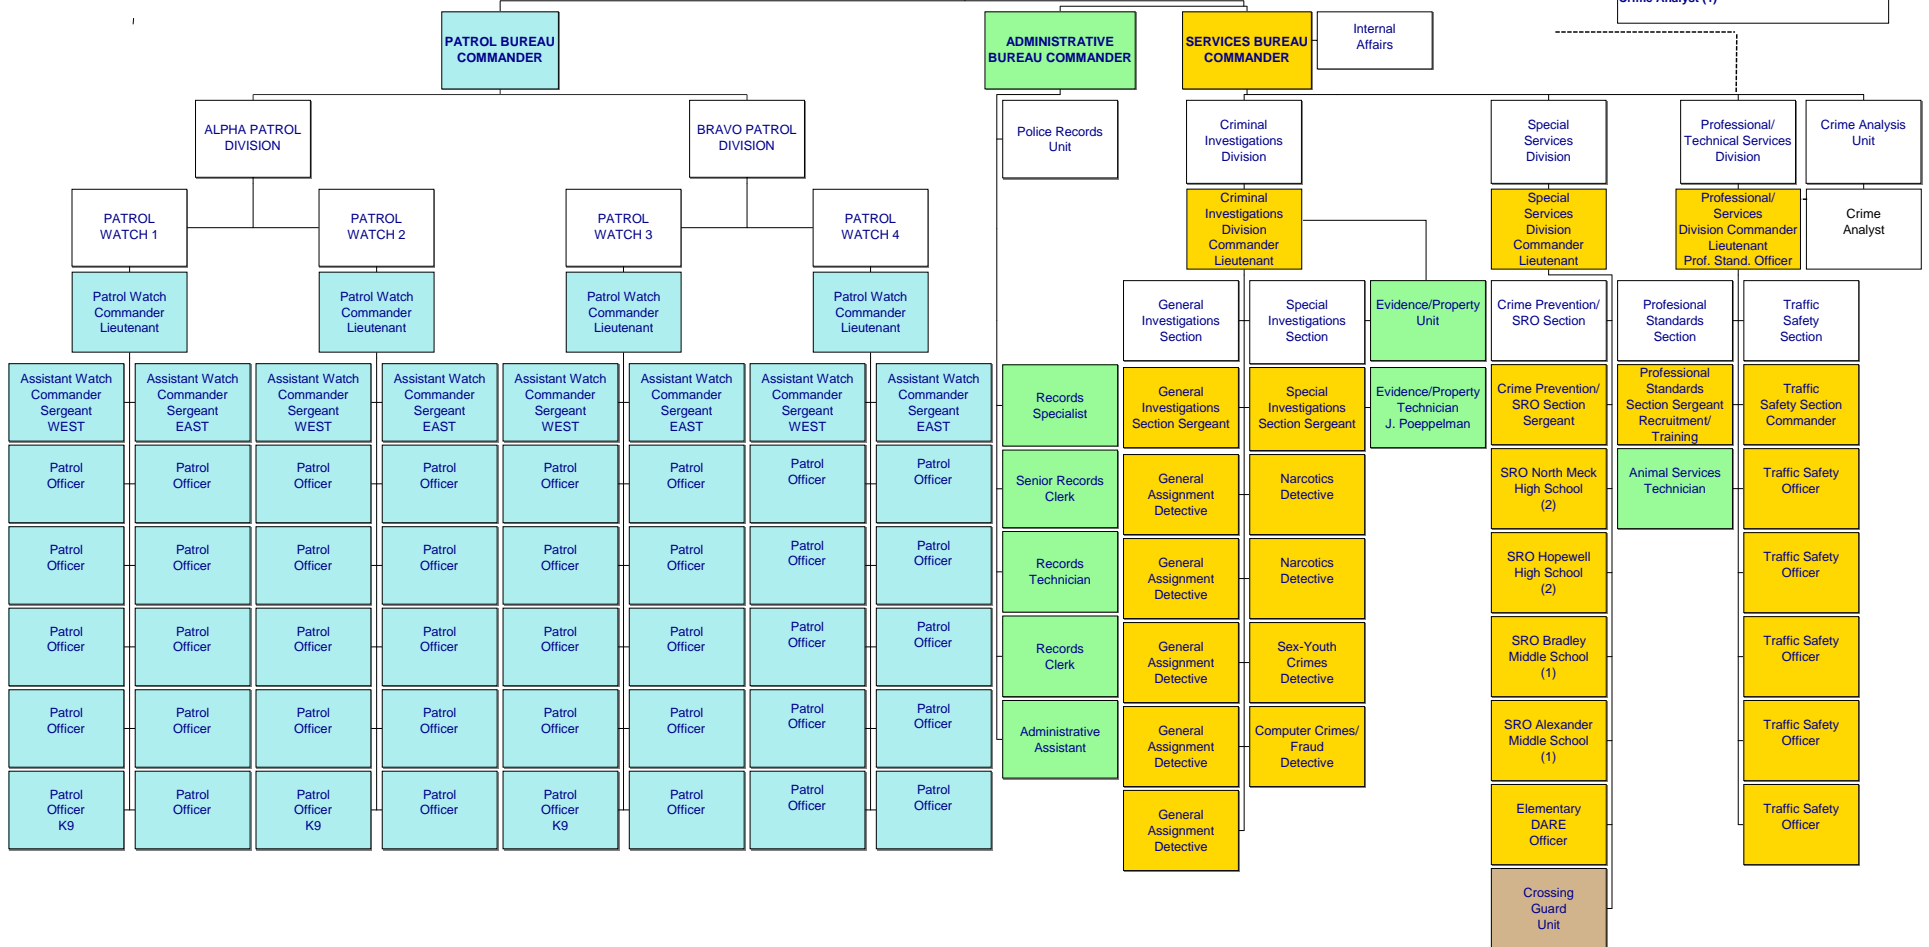 Crime Analyst (1)
PATROL BUREAU
COMMANDER
ADMINISTRATIVE
BUREAU COMMANDER
SERVICES BUREAU
COMMANDER
Internal
Affairs
ALPHA PATROL
DIVISION
BRAVO PATROL
DIVISION
Police Records
Unit
Criminal
Investigations
Division
Special
Services
Division
Professional/
Technical Services
Division
Crime Analysis
Unit
PATROL
WATCH 1
PATROL
WATCH 2
PATROL
WATCH 3
PATROL
WATCH 4
Criminal
Investigations
Division
Commander
Lieutenant
Special
Services
Division
Commander
Lieutenant
Professional/
Services
Division Commander
Lieutenant
Prof. Stand. Officer
Crime
Analyst
Patrol Watch
Commander
Lieutenant
Patrol Watch
Commander
Lieutenant
Patrol Watch
Commander
Lieutenant
Patrol Watch
Commander
Lieutenant
General
Investigations
Section
Special
Investigations
Section
Evidence/Property
Unit
Crime Prevention/
SRO Section
Profesional
Standards
Section
Traffic
Safety
Section
Assistant Watch
Commander
Sergeant
WEST
Assistant Watch
Commander
Sergeant
EAST
Assistant Watch
Commander
Sergeant
WEST
Assistant Watch
Commander
Sergeant
EAST
Assistant Watch
Commander
Sergeant
WEST
Assistant Watch
Commander
Sergeant
EAST
Assistant Watch
Commander
Sergeant
WEST
Assistant Watch
Commander
Sergeant
EAST
Records
Specialist
General
Investigations
Section Sergeant
Special
Investigations
Section Sergeant
Evidence/Property
Technician
J. Poeppelman
Crime Prevention/
SRO Section
Sergeant
Professional
Standards
Section Sergeant
Recruitment/
Training
Traffic
Safety Section
Commander
Patrol
Officer
Patrol
Officer
Patrol
Officer
Patrol
Officer
Patrol
Officer
Patrol
Officer
Patrol
Officer
Patrol
Officer
Senior Records
Clerk
General
Assignment
Detective
Narcotics
Detective
SRO North Meck
High School
(2)
Animal Services
Technician
Traffic Safety
Officer
Patrol
Officer
Patrol
Officer
Patrol
Officer
Patrol
Officer
Patrol
Officer
Patrol
Officer
Patrol
Officer
Patrol
Officer
Records
Technician
General
Assignment
Detective
Narcotics
Detective
SRO Hopewell
High School
(2)
Traffic Safety
Officer
Patrol
Officer
Patrol
Officer
Patrol
Officer
Patrol
Officer
Patrol
Officer
Patrol
Officer
Patrol
Officer
Patrol
Officer
Records
Clerk
General
Assignment
Detective
Sex-Youth
Crimes
Detective
SRO Bradley
Middle School
(1)
Traffic Safety
Officer
Patrol
Officer
Patrol
Officer
Patrol
Officer
Patrol
Officer
Patrol
Officer
Patrol
Officer
Patrol
Officer
Patrol
Officer
Administrative
Assistant
General
Assignment
Detective
Computer Crimes/
Fraud
Detective
SRO Alexander
Middle School
(1)
Traffic Safety
Officer
Patrol
Officer
K9
Patrol
Officer
Patrol
Officer
K9
Patrol
Officer
Patrol
Officer
K9
Patrol
Officer
Patrol
Officer
Patrol
Officer
General
Assignment
Detective
Elementary
DARE
Officer
Traffic Safety
Officer
Crossing
Guard
Unit